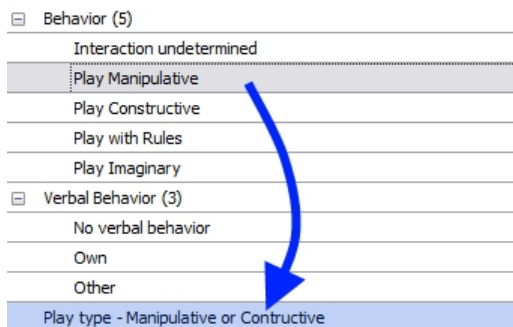 Behavior (5)
Interaction undetermined
Play Manipulative
Play Constructive
Play with Rules
Play Imaginary
Verbal Behavior (3)
No verbal behavior
Own
Other
Play type - Manipulative or Contructive